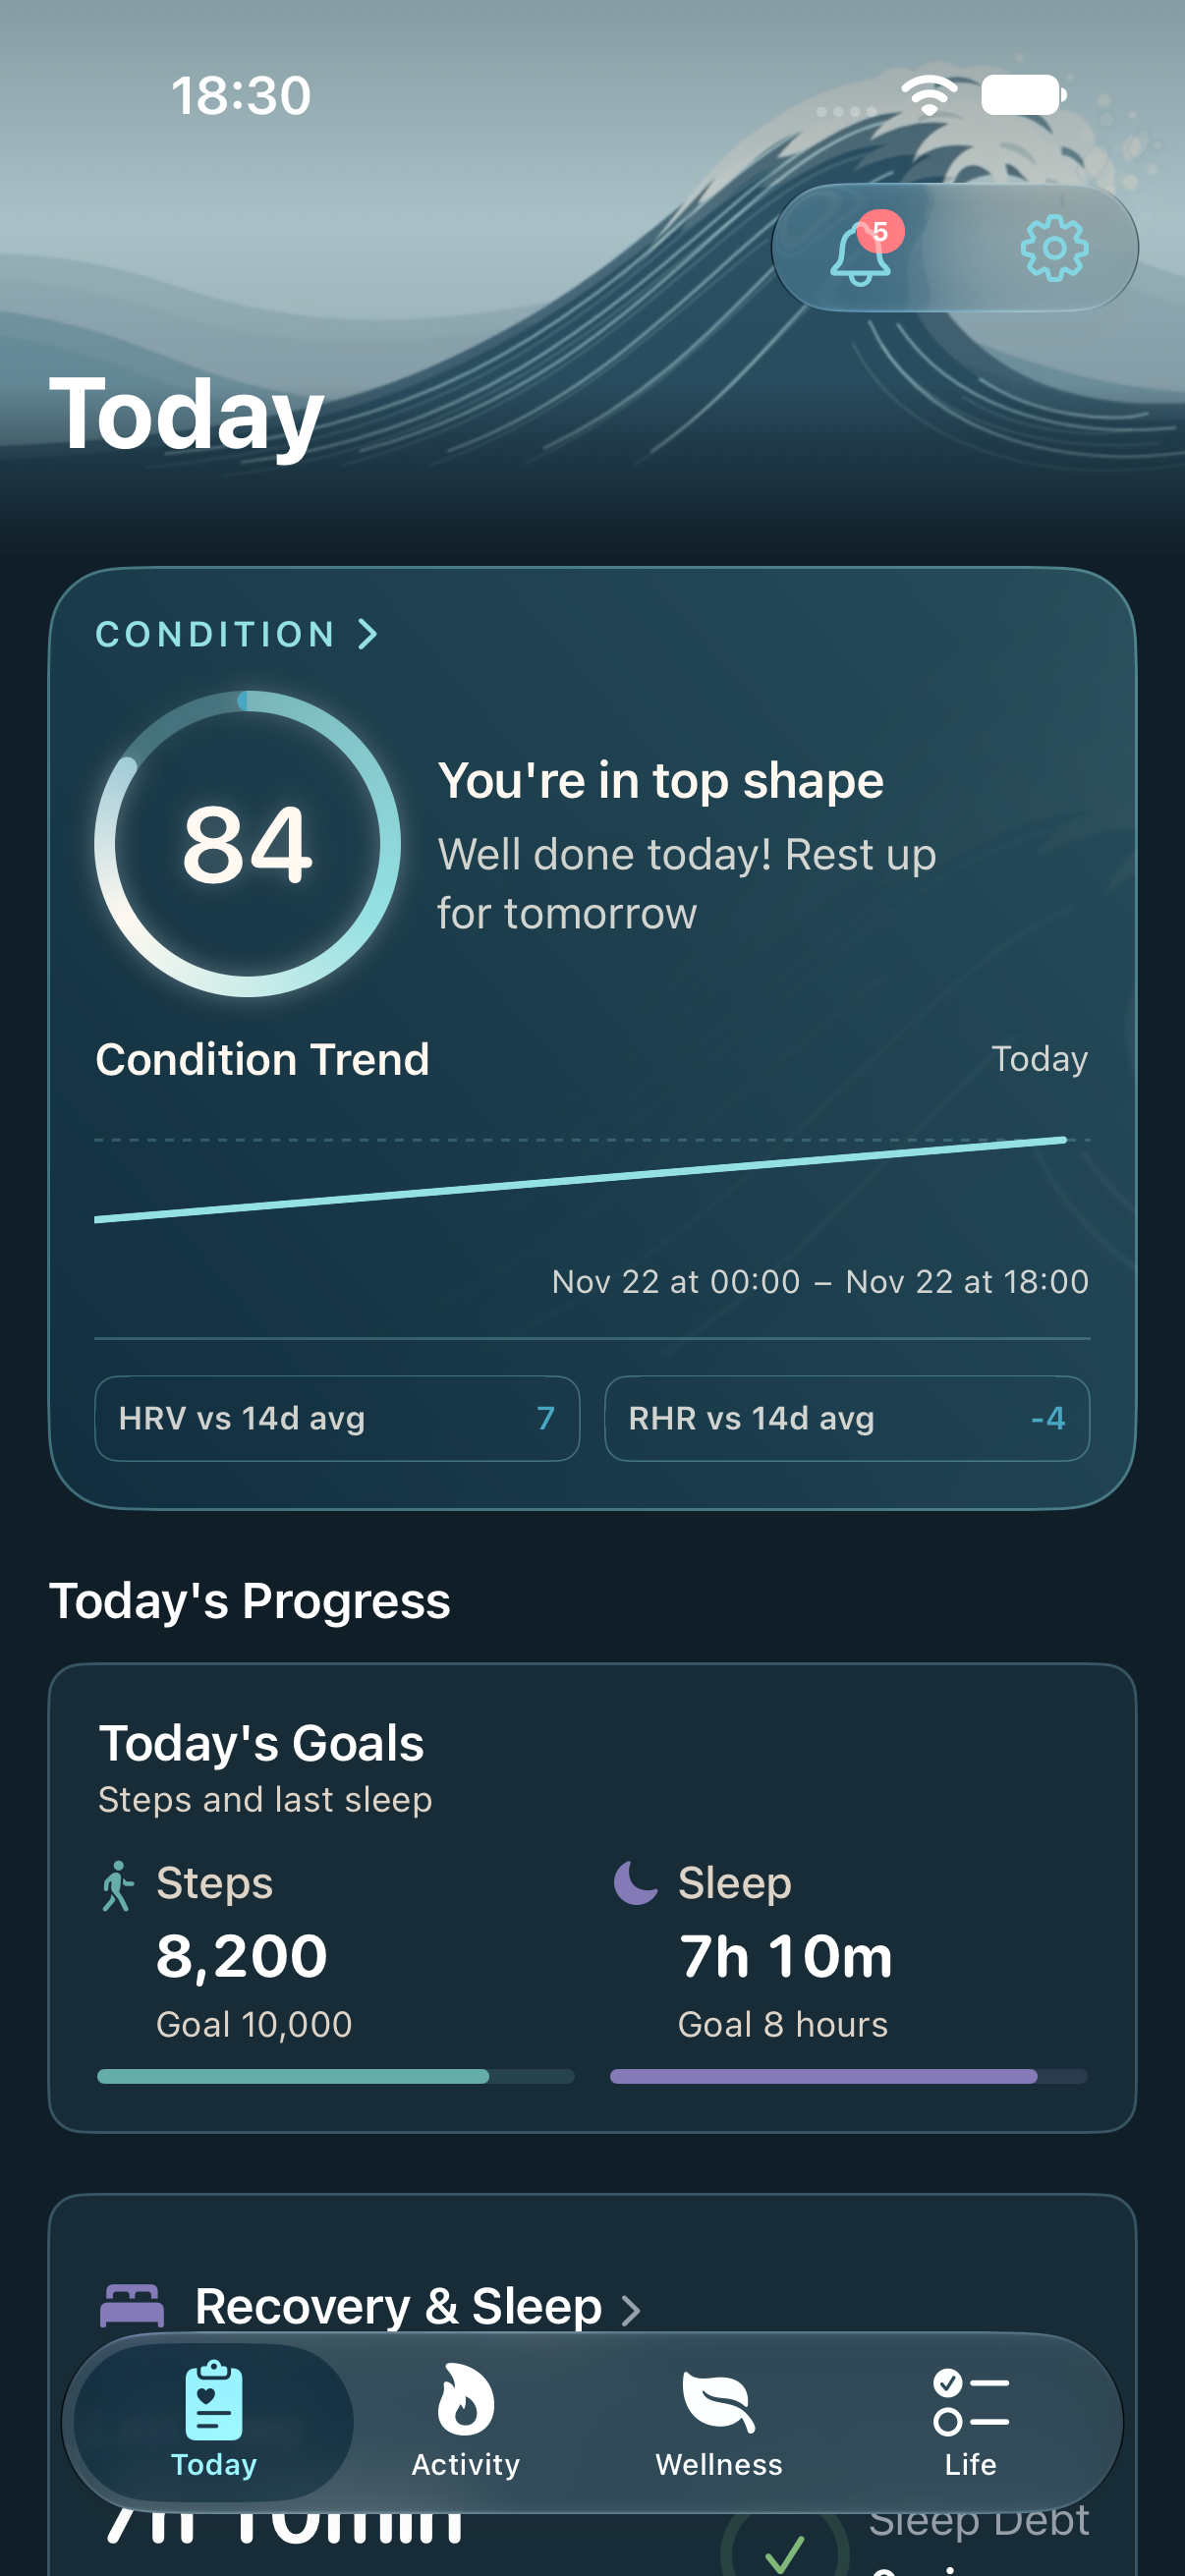 18:30
5
Today
CONDITION
84
You're in top shape
Well done today! Rest up
for tomorrow
Condition Trend
Today
Nov 22 at 00:00 – Nov 22 at 18:00
HRV vs 14d avg
7
RHR vs 14d avg
-4
Today's Progress
Today's Goals
Steps and last sleep
Steps
8,200
Goal 10,000
Sleep
7h 10m
Goal 8 hours
Recovery & Sleep
Today
Activity
Wellness
Life
7h 10min
Sleep Debt